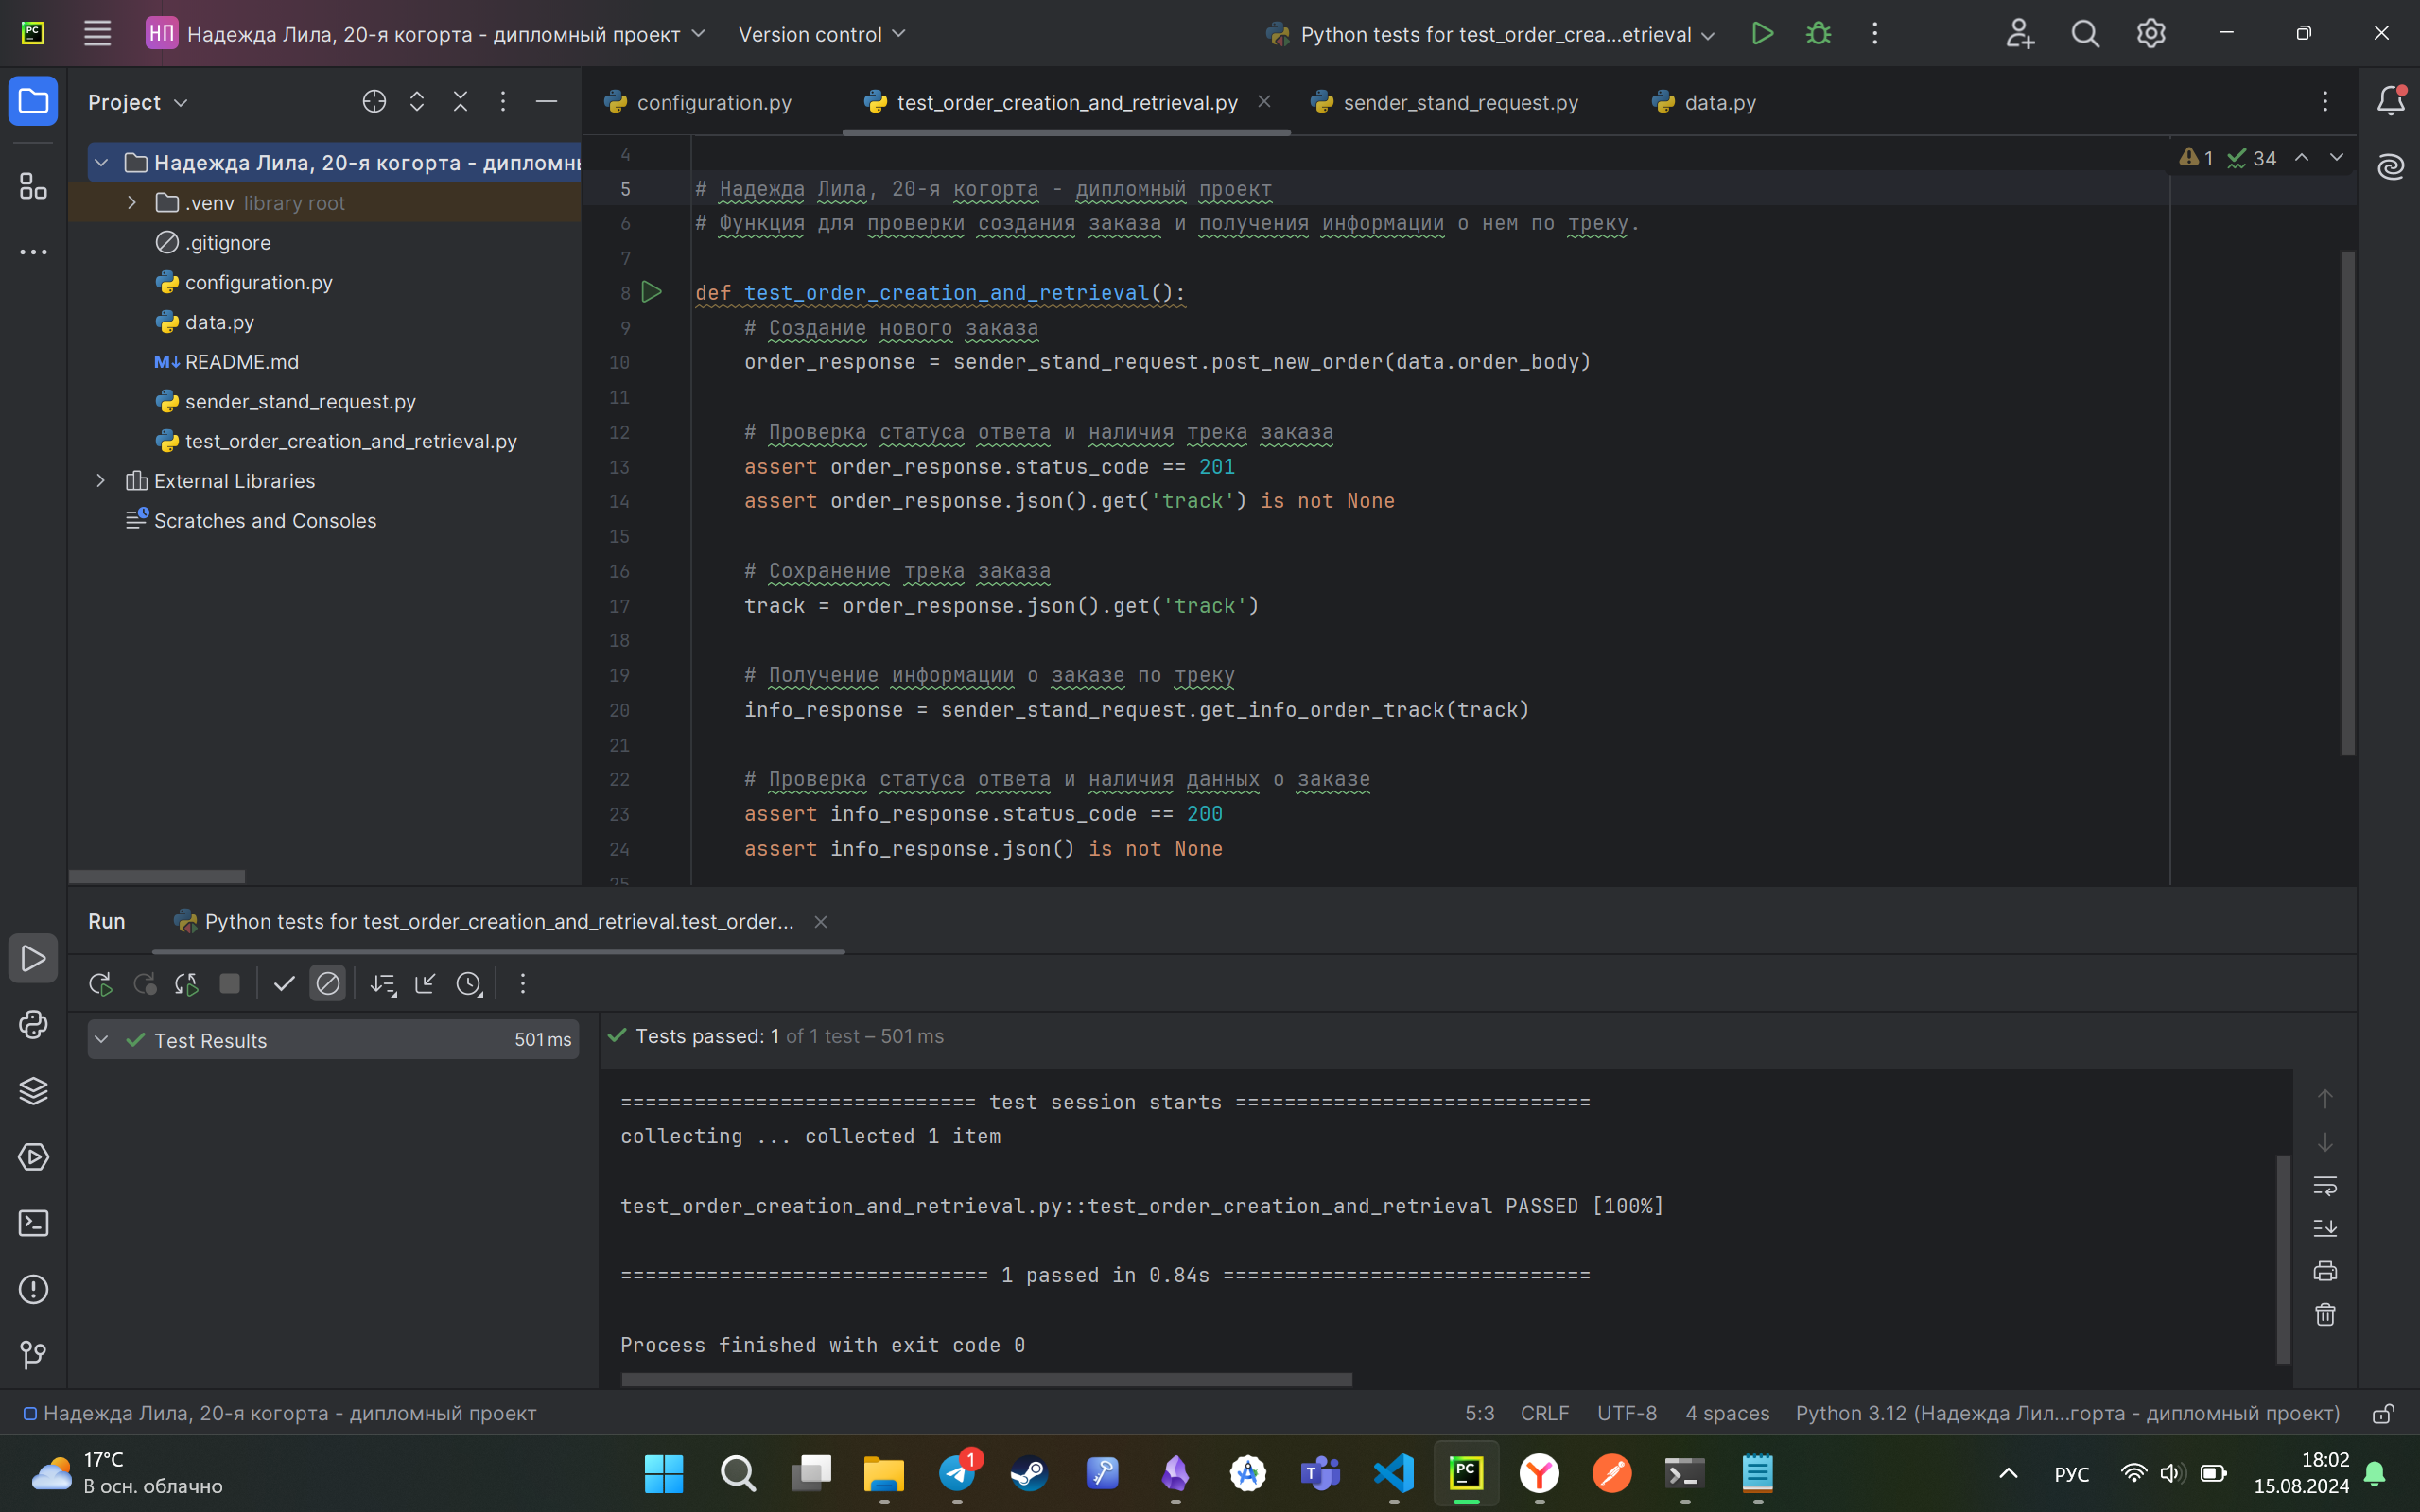 PC
НП Надежда Лила, 20-я когорта - дипломный проект
Version control
Python tests for test_order_crea...etrieval
Project
configuration.py
test_order_creation_and_retrieval.py
sender_stand_request.py
data.py
Надежда Лила, 20-я когорта - дипломн
.venv library root
.gitignore
configuration.py
data.py
M↓ README.md
sender_stand_request.py
test_order_creation_and_retrieval.py
External Libraries
Scratches and Consoles
1 34
4
5 # Надежда Лила, 20-я когорта - дипломный проект
6 # Функция для проверки создания заказа и получения информации о нем по треку.
7
8 def test_order_creation_and_retrieval():
9 # Создание нового заказа
10 order_response = sender_stand_request.post_new_order(data.order_body)
11
12 # Проверка статуса ответа и наличия трека заказа
13 assert order_response.status_code == 201
14 assert order_response.json().get('track') is not None
15
16 # Сохранение трека заказа
17 track = order_response.json().get('track')
18
19 # Получение информации о заказе по треку
20 info_response = sender_stand_request.get_info_order_track(track)
21
22 # Проверка статуса ответа и наличия данных о заказе
23 assert info_response.status_code == 200
24 assert info_response.json() is not None
25
Run
Python tests for test_order_creation_and_retrieval.test_order...
Test Results 501 ms
Tests passed: 1 of 1 test – 501 ms
============================= test session starts =============================
collecting ... collected 1 item
test_order_creation_and_retrieval.py::test_order_creation_and_retrieval PASSED [100%]
============================== 1 passed in 0.84s ==============================
Process finished with exit code 0
Надежда Лила, 20-я когорта - дипломный проект
5:3 CRLF UTF-8 4 spaces Python 3.12 (Надежда Лил...горта - дипломный проект)
17°C
В осн. облачно
1
PC
РУС
18:02
15.08.2024